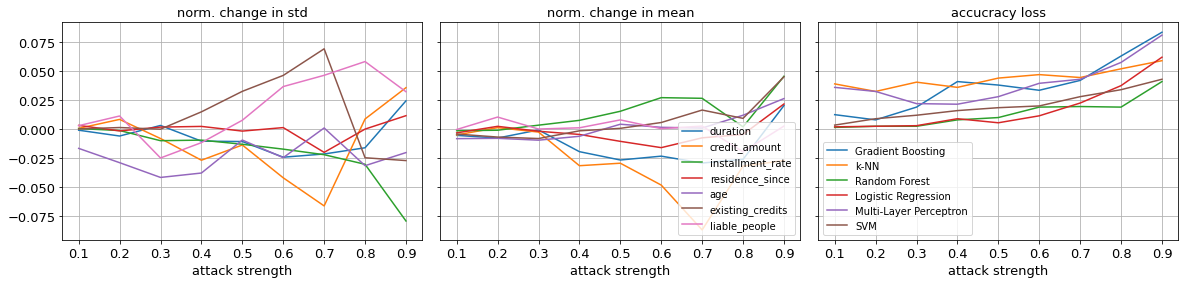 norm. change in std
norm. change in mean
accucracy loss
0.075
0.050
0.025
0.000
−0.025
−0.050
−0.075
duration
credit_amount
installment_rate
residence_since
age
existing_credits
liable_people
Gradient Boosting
k-NN
Random Forest
Logistic Regression
Multi-Layer Perceptron
SVM
0.1 0.2 0.3 0.4 0.5 0.6 0.7 0.8 0.9
0.1 0.2 0.3 0.4 0.5 0.6 0.7 0.8 0.9
0.1 0.2 0.3 0.4 0.5 0.6 0.7 0.8 0.9
attack strength
attack strength
attack strength